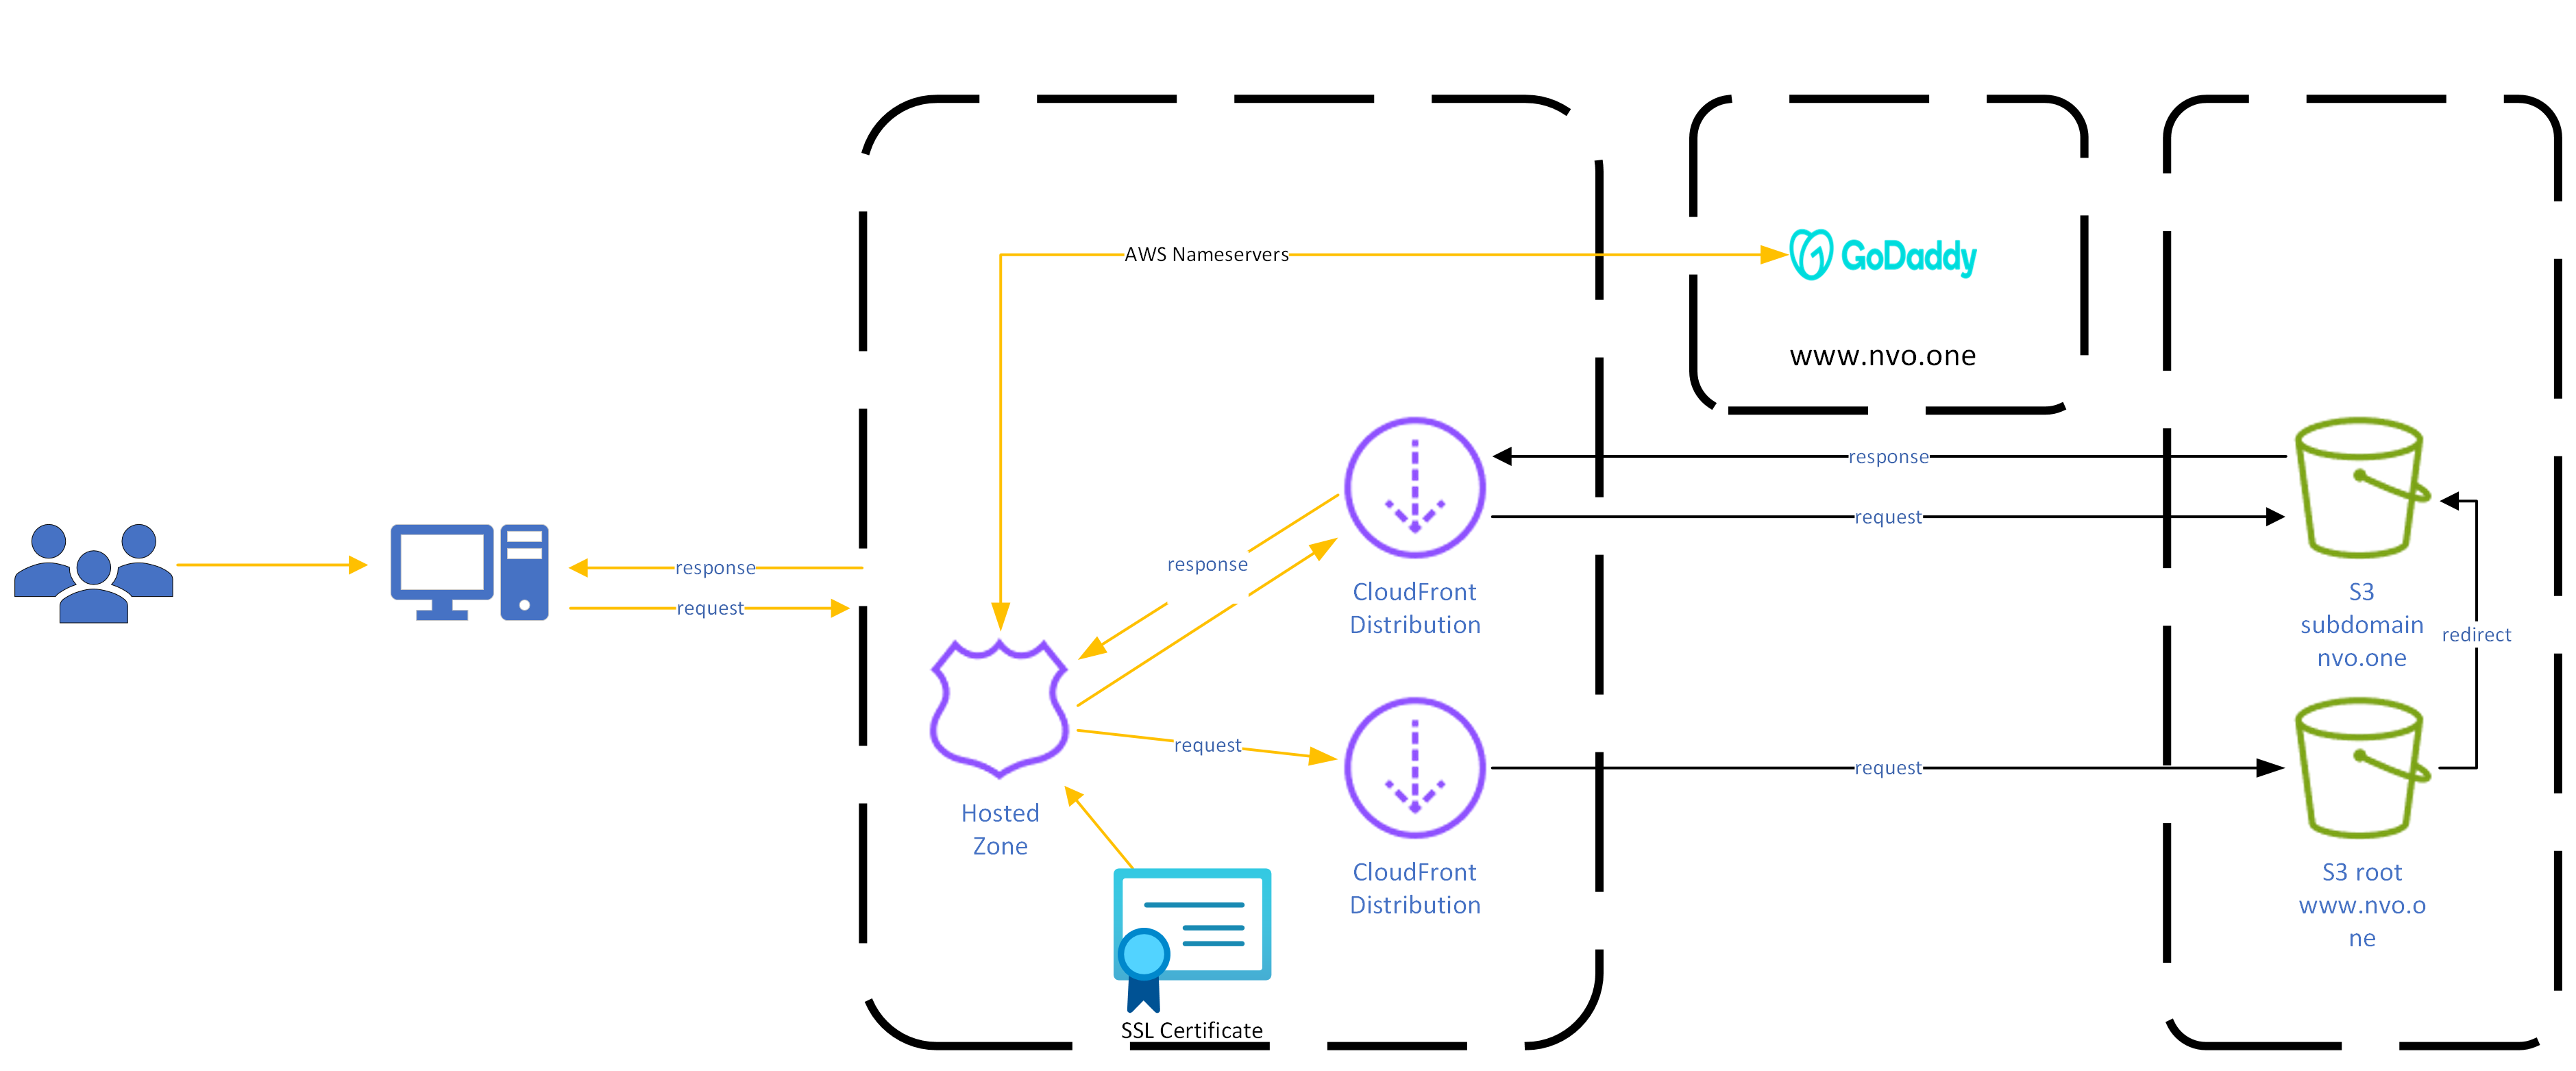 AWS Nameservers
GoDaddy
www.nvo.one
response
request
response
request
response
request
CloudFront
Distribution
S3
subdomain
nvo.one
redirect
request
request
Hosted
Zone
CloudFront
Distribution
S3 root
www.nvo.o
ne
SSL Certificate